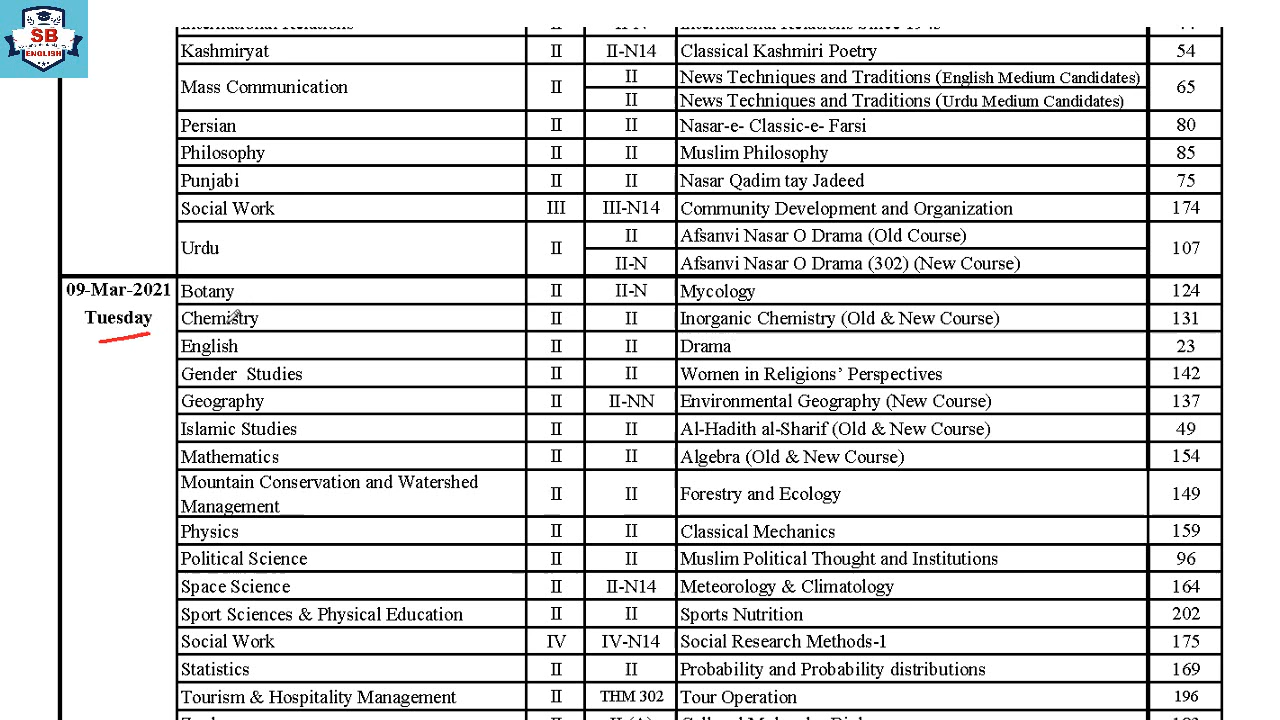 SB
ENGLISH
Kashmiryat II II-N14 Classical Kashmiri Poetry 54
Mass Communication II II News Techniques and Traditions (English Medium Candidates) 65
II News Techniques and Traditions (Urdu Medium Candidates)
Persian II II Nasar-e- Classic-e- Farsi 80
Philosophy II II Muslim Philosophy 85
Punjabi II II Nasar Qadim tay Jadeed 75
Social Work III III-N14 Community Development and Organization 174
Urdu II II Afsanvi Nasar O Drama (Old Course) 107
II-N Afsanvi Nasar O Drama (302) (New Course)
09-Mar-2021 Botany II II-N Mycology 124
Tuesday Chemistry II II Inorganic Chemistry (Old & New Course) 131
English II II Drama 23
Gender Studies II II Women in Religions’ Perspectives 142
Geography II II-NN Environmental Geography (New Course) 137
Islamic Studies II II Al-Hadith al-Sharif (Old & New Course) 49
Mathematics II II Algebra (Old & New Course) 154
Mountain Conservation and Watershed
Management II II Forestry and Ecology 149
Physics II II Classical Mechanics 159
Political Science II II Muslim Political Thought and Institutions 96
Space Science II II-N14 Meteorology & Climatology 164
Sport Sciences & Physical Education II II Sports Nutrition 202
Social Work IV IV-N14 Social Research Methods-1 175
Statistics II II Probability and Probability distributions 169
Tourism & Hospitality Management II THM 302 Tour Operation 196